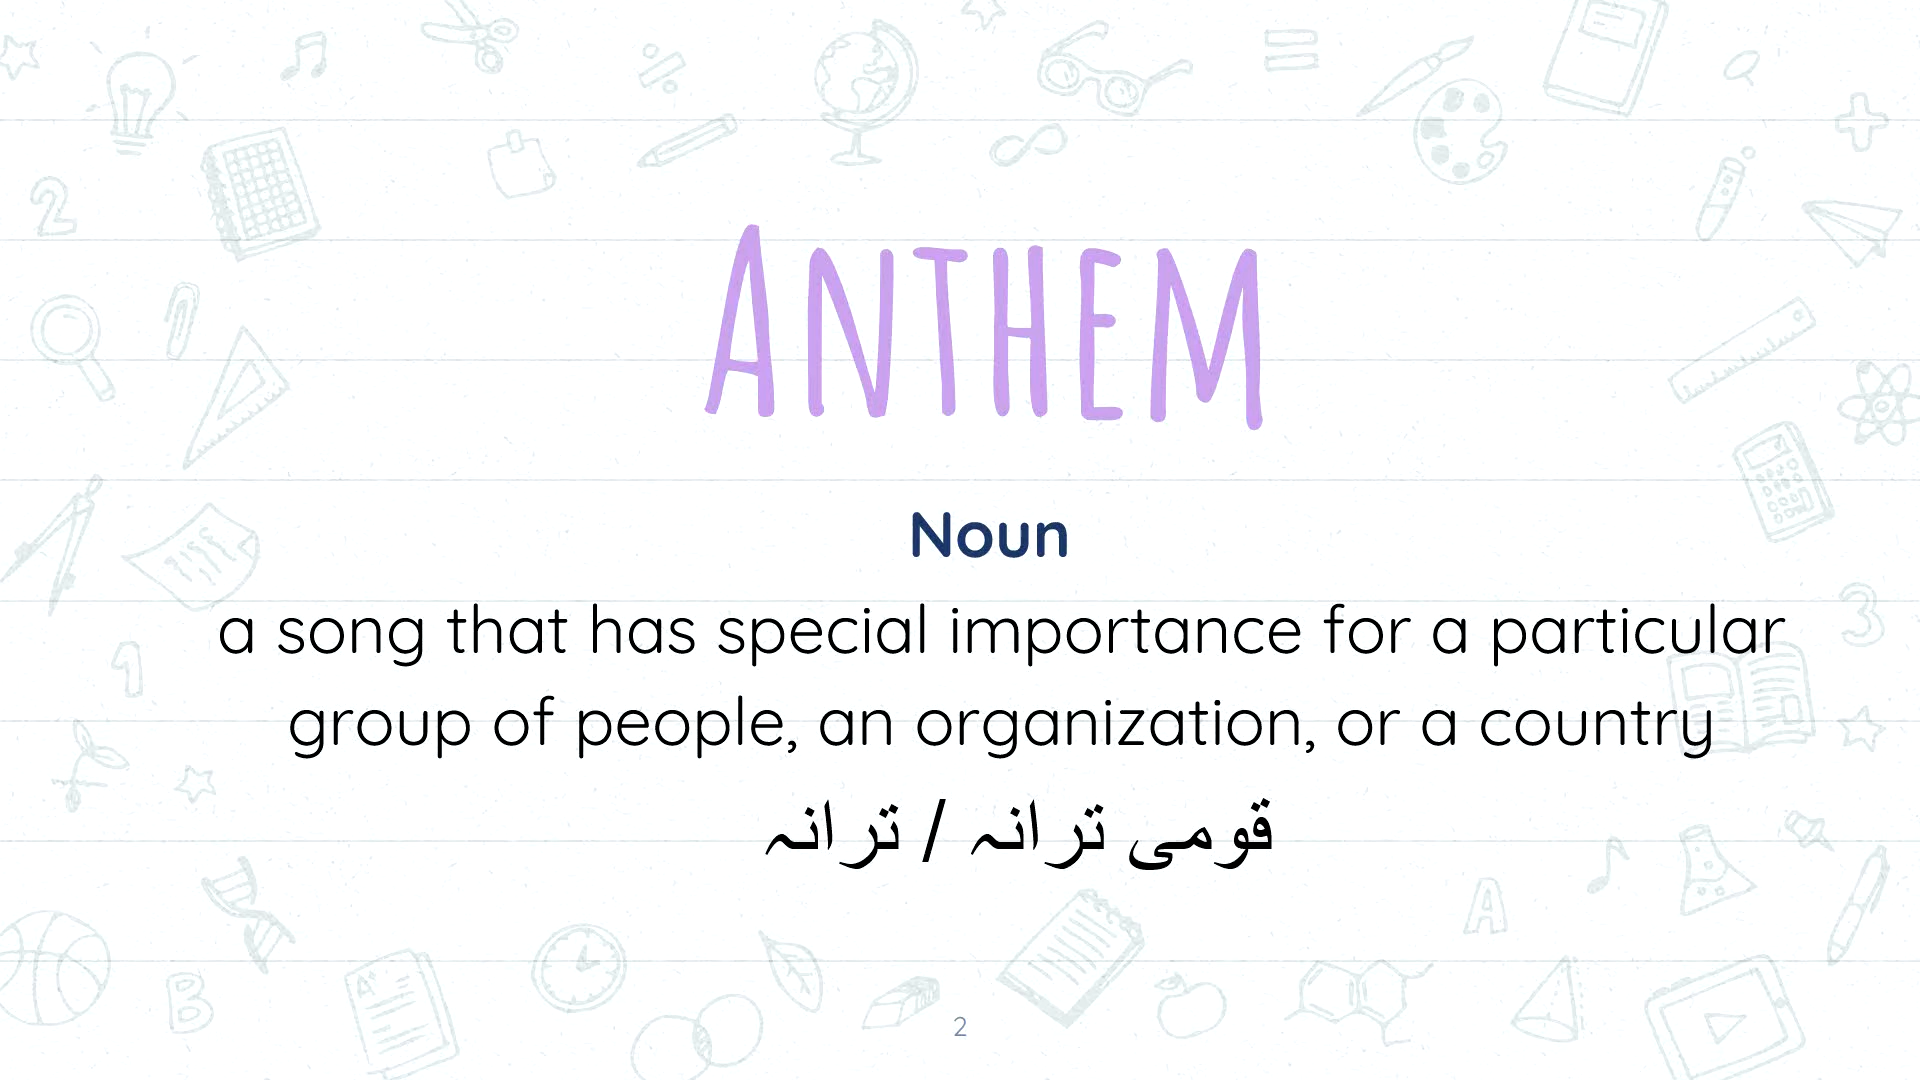 ANTHEM
Noun
a song that has special importance for a particular
group of people, an organization, or a country
قومی ترانہ / ترانہ
2